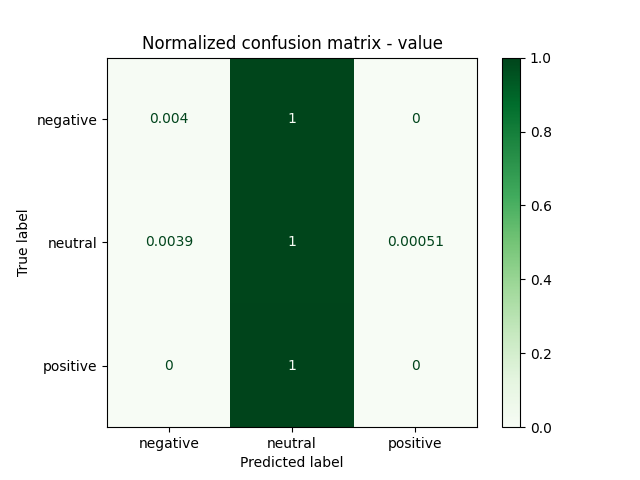 Normalized confusion matrix - value
True label
negative 0.004 1 0
neutral 0.0039 1 0.00051
positive 0 1 0
negative neutral positive
Predicted label
1.0
0.8
0.6
0.4
0.2
0.0